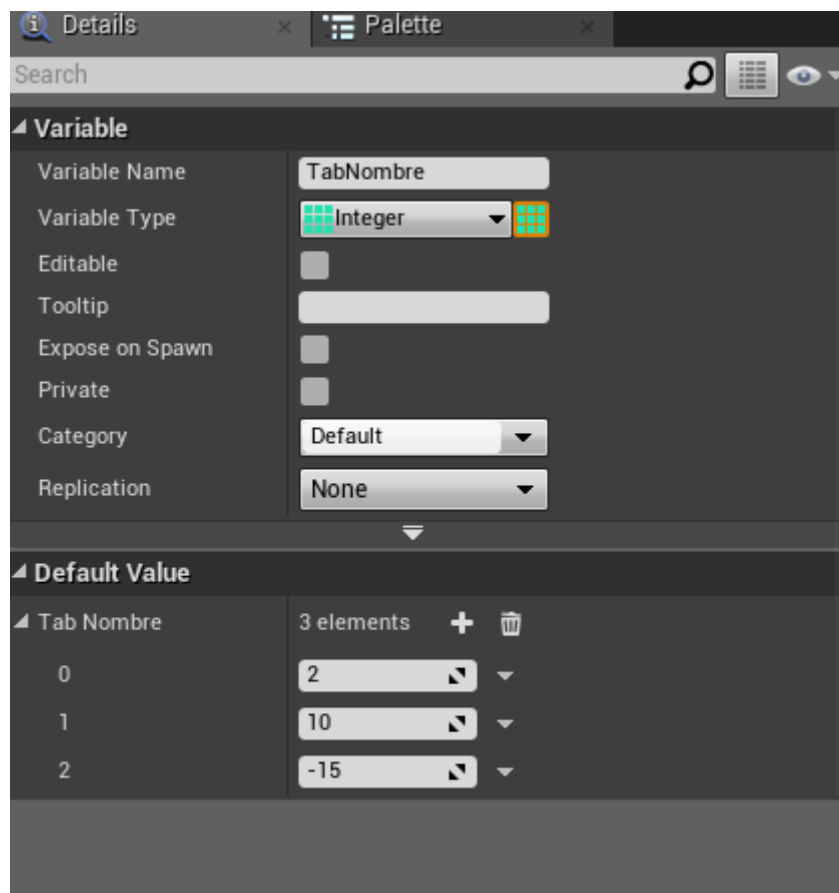 Details
Palette
Search
Variable
Variable Name TabNombre
Variable Type Integer
Editable
Tooltip
Expose on Spawn
Private
Category Default
Replication None
Default Value
Tab Nombre 3 elements
0 2
1 10
2 -15